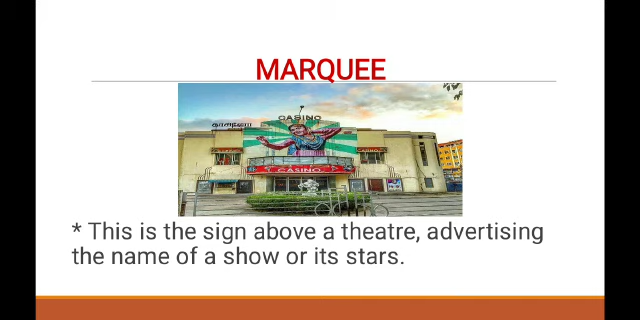 MARQUEE
CASINO
CASINO
* This is the sign above a theatre, advertising
the name of a show or its stars.